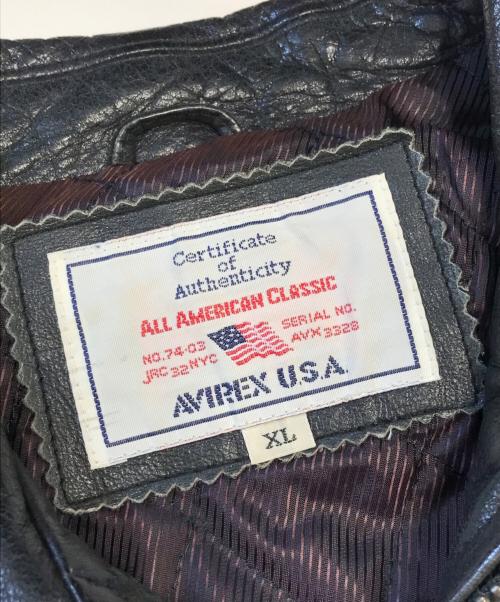 Certificate
of
Authenticity
ALL AMERICAN CLASSIC
NO.74-03
JRC 32 NYC
SERIAL NO.
AVX 3328
AVIREX U.S.A.
XL